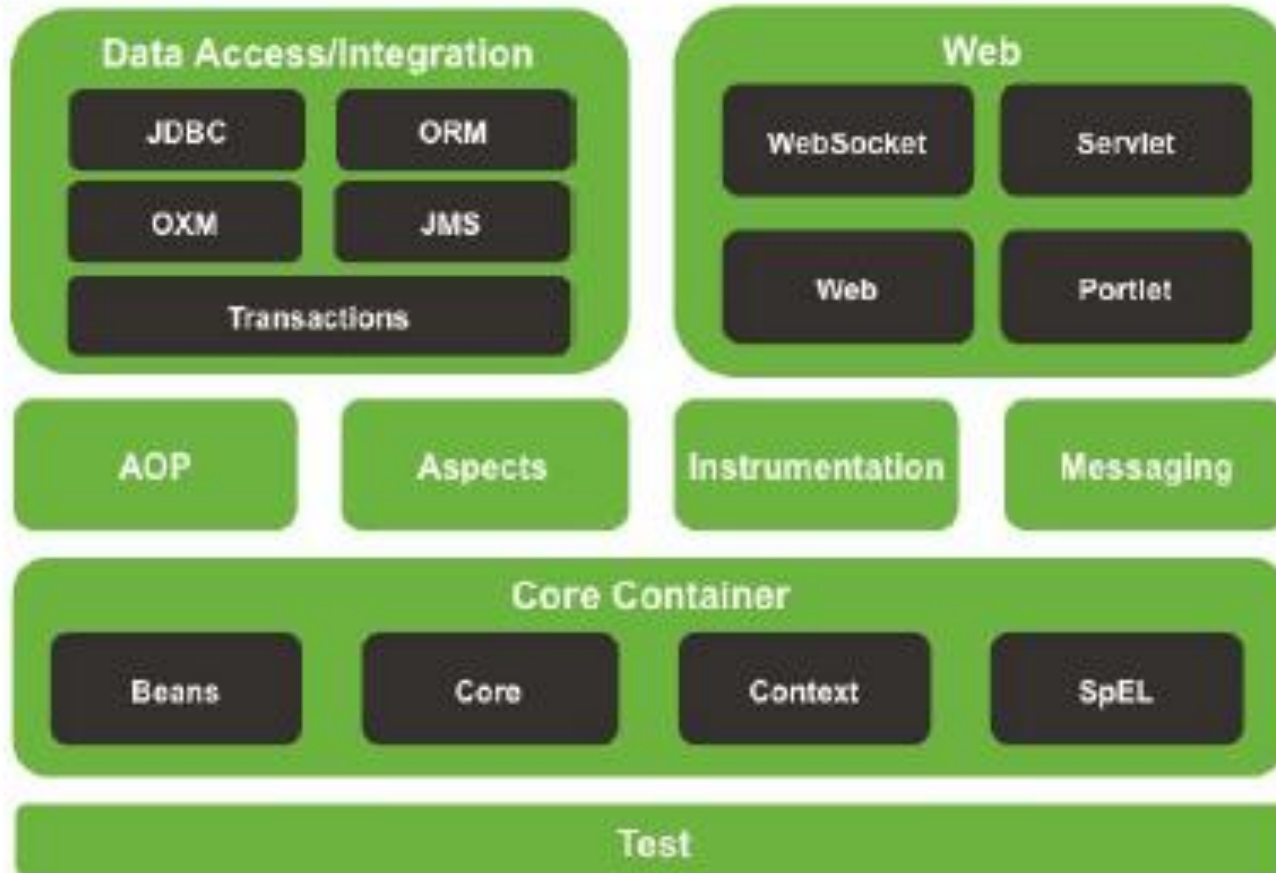 Data Access/Integration
JDBC
ORM
OXM
JMS
Transactions
Web
WebSocket
Servlet
Web
Portlet
AOP
Aspects
Instrumentation
Messaging
Core Container
Beans
Core
Context
SpEL
Test